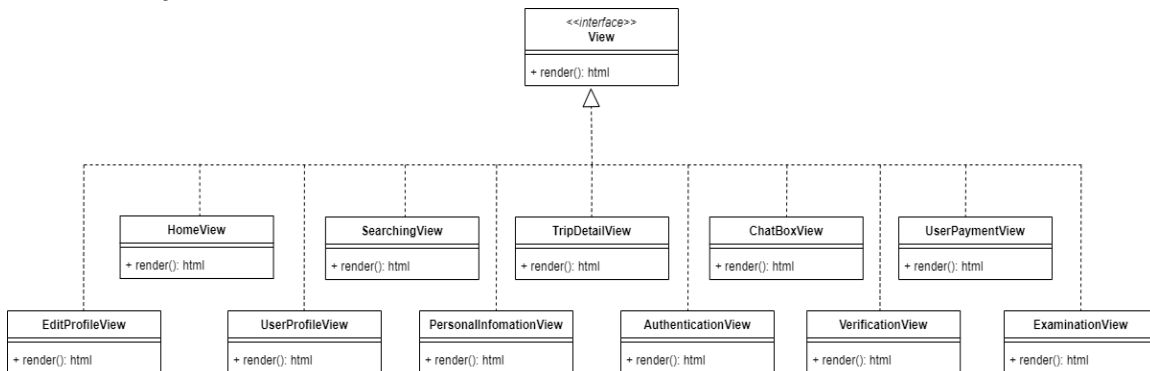 <<interface>>
View
+ render(): html
HomeView
+ render(): html
SearchingView
+ render(): html
TripDetailView
+ render(): html
ChatBoxView
+ render(): html
UserPaymentView
+ render(): html
EditProfileView
+ render(): html
UserProfileView
+ render(): html
PersonalInfomationView
+ render(): html
AuthenticationView
+ render(): html
VerificationView
+ render(): html
ExaminationView
+ render(): html